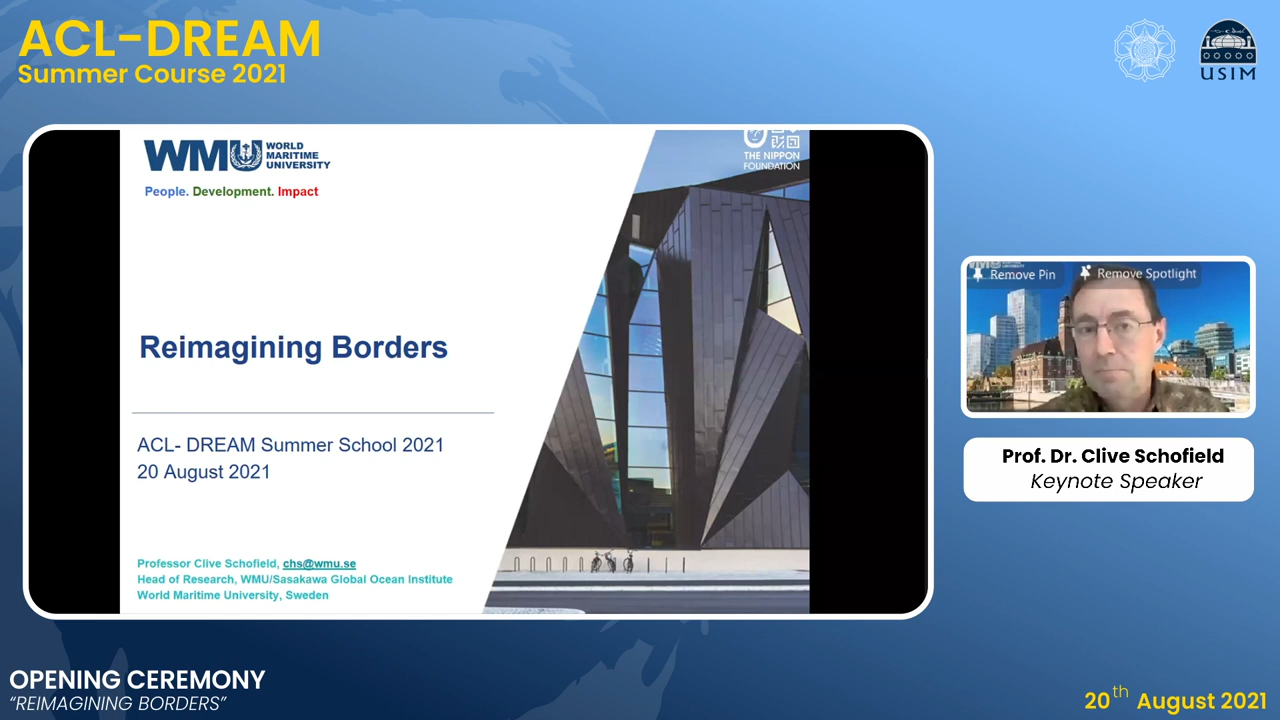 ACL-DREAM
Summer Course 2021
USIM
WMU WORLD
MARITIME
UNIVERSITY
People. Development. Impact
THE NIPPON
FOUNDATION
Reimagining Borders
ACL- DREAM Summer School 2021
20 August 2021
Professor Clive Schofield, chs@wmu.se
Head of Research, WMU/Sasakawa Global Ocean Institute
World Maritime University, Sweden
Remove Pin
Remove Spotlight
Prof. Dr. Clive Schofield
Keynote Speaker
OPENING CEREMONY
“REIMAGINING BORDERS”
20th August 2021